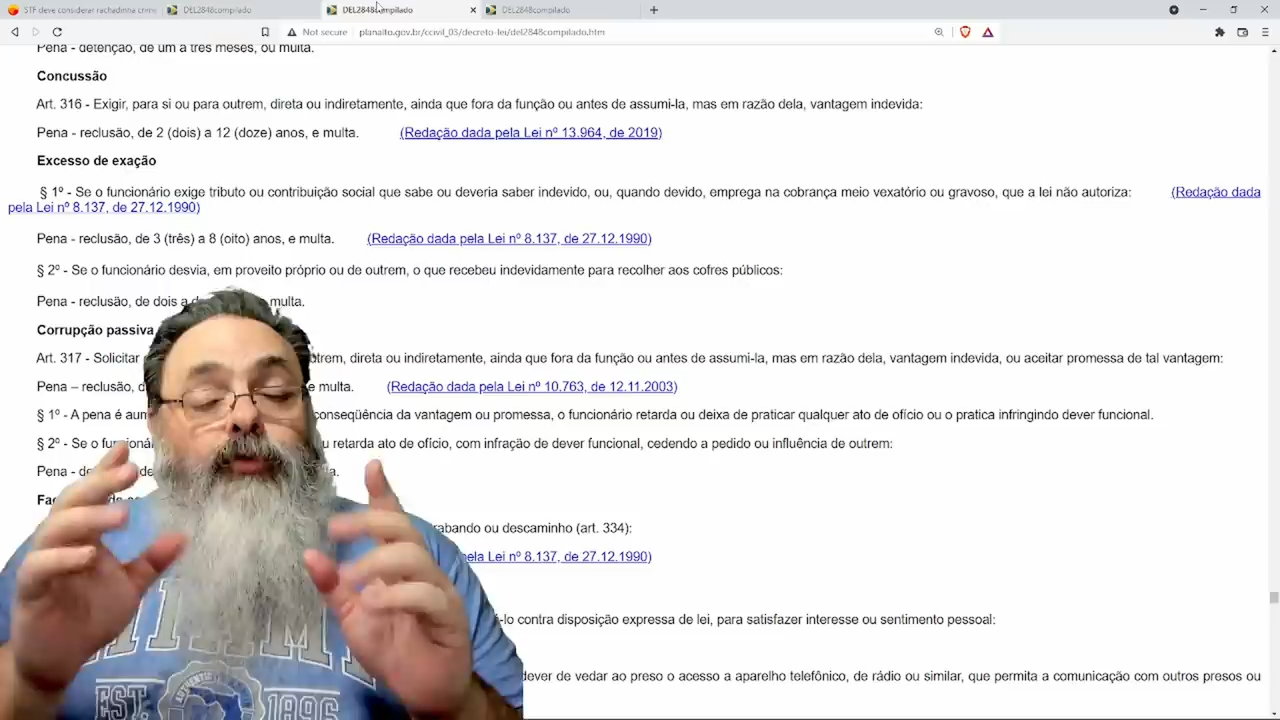 STF deve considerar rachadinha crime
DEL2848compilado
DEL2848compilado
DEL2848compilado
Not secure
planalto.gov.br/ccivil_03/decreto-lei/del2848compilado.htm
Pena - detenção, de um a três meses, ou multa.
Concussão
Art. 316 - Exigir, para si ou para outrem, direta ou indiretamente, ainda que fora da função ou antes de assumi-la, mas em razão dela, vantagem indevida:
Pena - reclusão, de 2 (dois) a 12 (doze) anos, e multa. (Redação dada pela Lei nº 13.964, de 2019)
Excesso de exação
§ 1º - Se o funcionário exige tributo ou contribuição social que sabe ou deveria saber indevido, ou, quando devido, emprega na cobrança meio vexatório ou gravoso, que a lei não autoriza: (Redação dada
pela Lei nº 8.137, de 27.12.1990)
Pena - reclusão, de 3 (três) a 8 (oito) anos, e multa. (Redação dada pela Lei nº 8.137, de 27.12.1990)
§ 2º - Se o funcionário desvia, em proveito próprio ou de outrem, o que recebeu indevidamente para recolher aos cofres públicos:
Pena - reclusão, de dois a multa.
Corrupção passiva
Art. 317 - Solicitar outrem, direta ou indiretamente, ainda que fora da função ou antes de assumi-la, mas em razão dela, vantagem indevida, ou aceitar promessa de tal vantagem:
Pena – reclusão, e multa. (Redação dada pela Lei nº 10.763, de 12.11.2003)
§ 1º - A pena é conseqüência da vantagem ou promessa, o funcionário retarda ou deixa de praticar qualquer ato de ofício ou o pratica infringindo dever funcional.
§ 2º - Se o ou retarda ato de ofício, com infração de dever funcional, cedendo a pedido ou influência de outrem:
Pena -
ou descaminho (art. 334):
pela Lei nº 8.137, de 27.12.1990)
contra disposição expressa de lei, para satisfazer interesse ou sentimento pessoal:
dever de vedar ao preso o acesso a aparelho telefônico, de rádio ou similar, que permita a comunicação com outros presos ou
EST. 1896